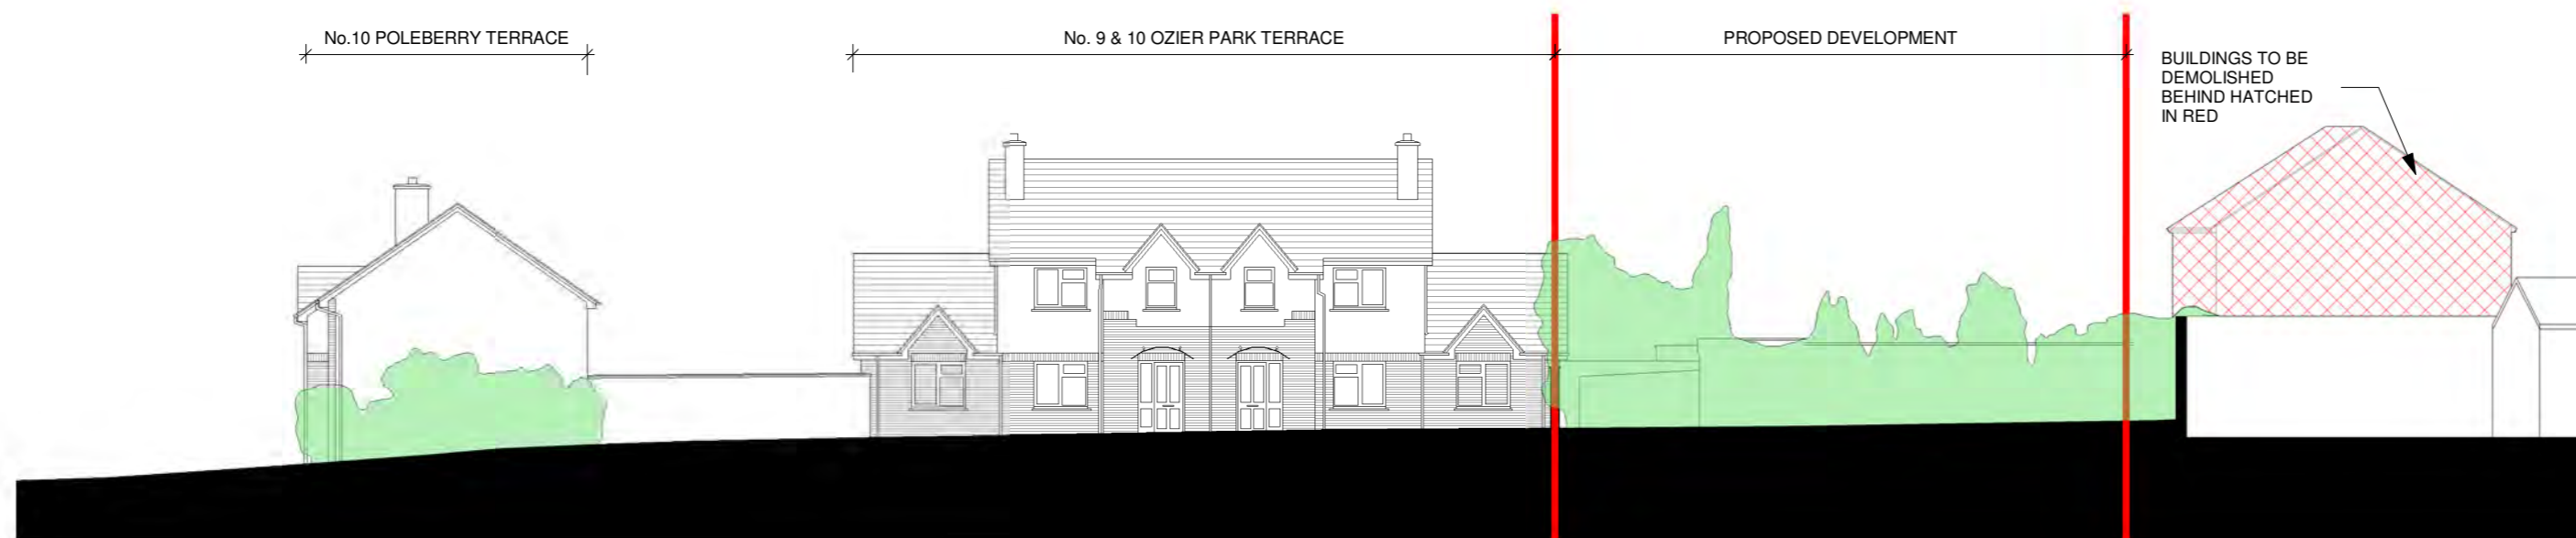 No.10 POLEBERRY TERRACE
No. 9 & 10 OZIER PARK TERRACE
PROPOSED DEVELOPMENT
BUILDINGS TO BE
DEMOLISHED
BEHIND HATCHED
IN RED